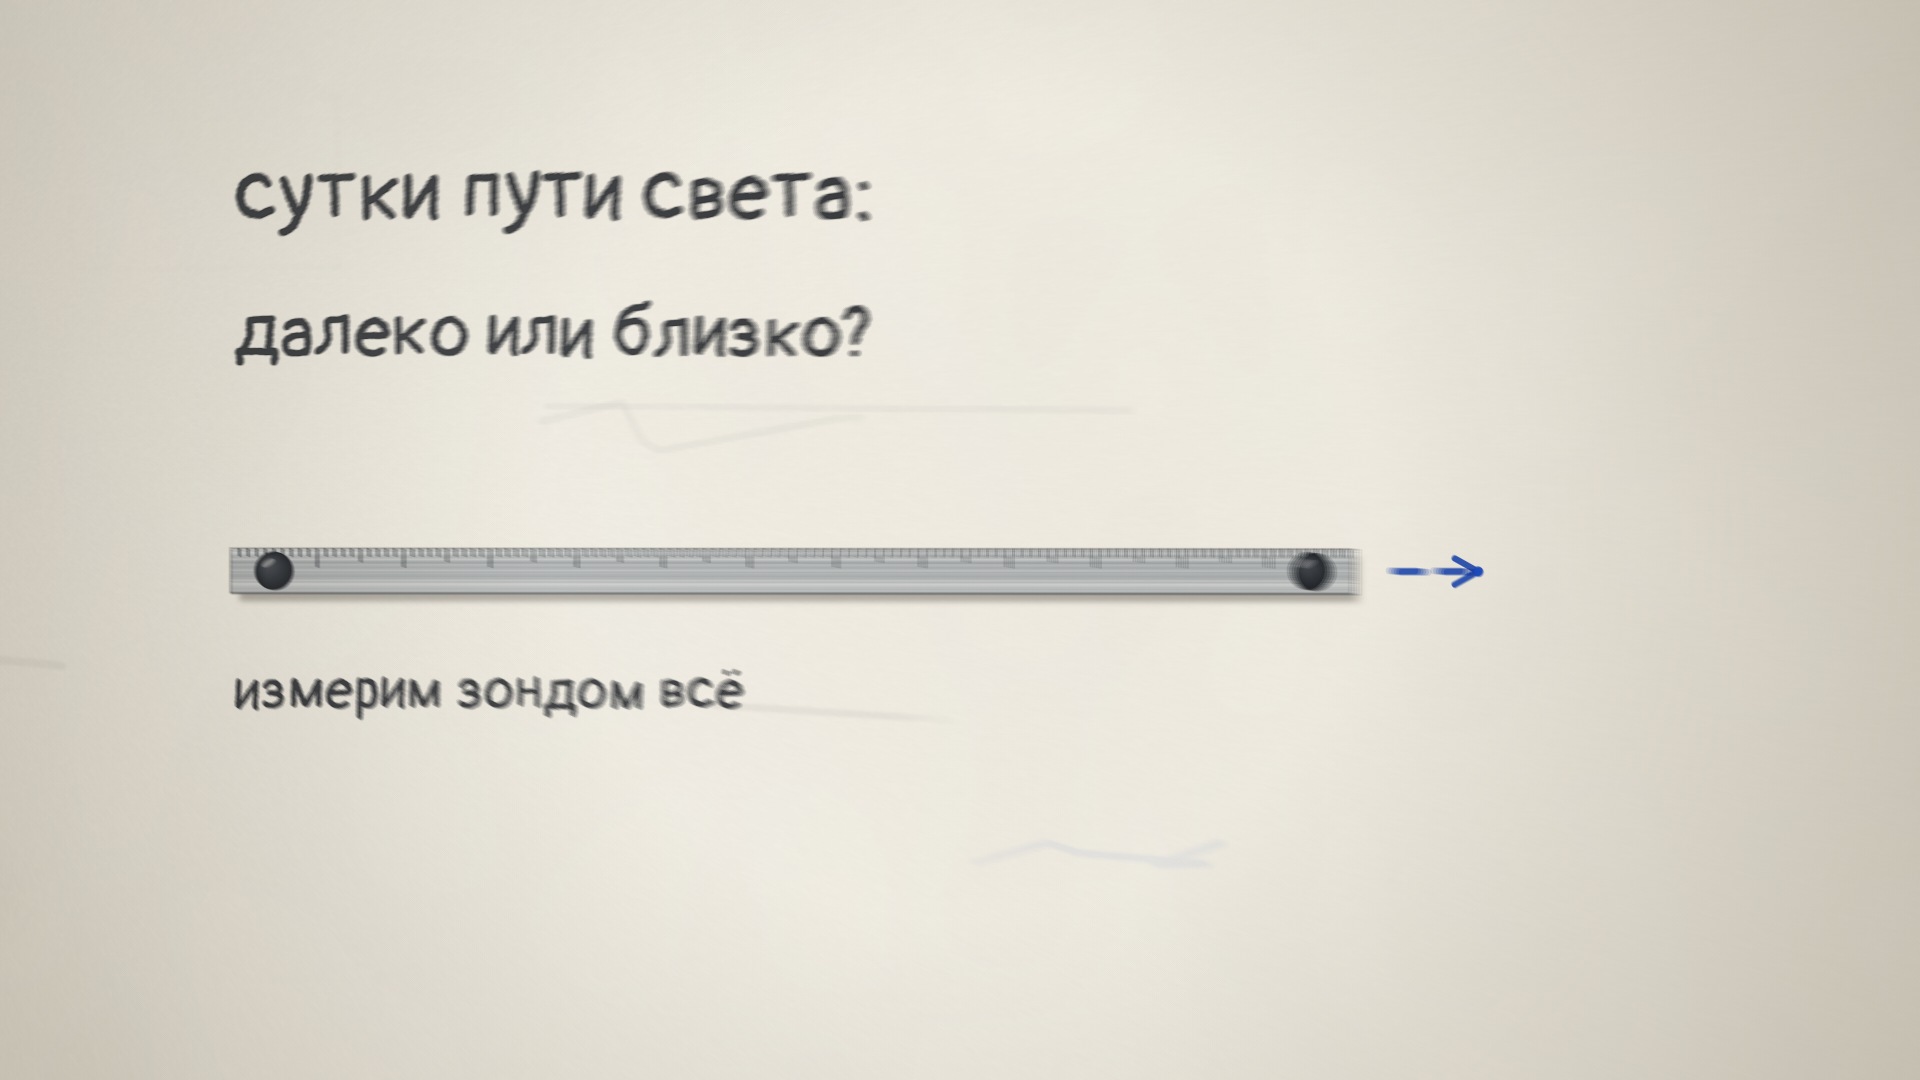 сутки пути света:
далеко или близко?
измерим зондом всё